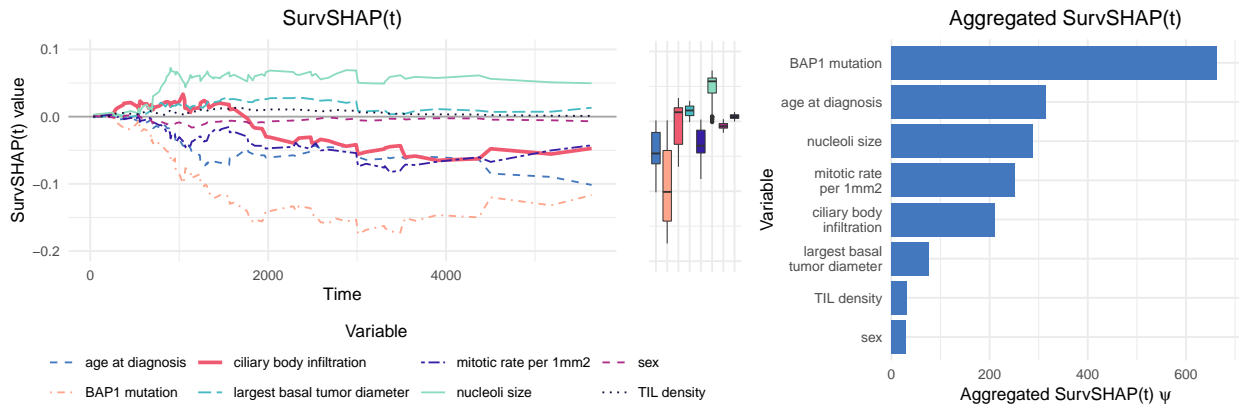 SurvSHAP(t)
SurvSHAP(t) value
0.1
0.0
−0.1
−0.2
0
2000
4000
Time
Variable
age at diagnosis
ciliary body infiltration
mitotic rate per 1mm2
sex
BAP1 mutation
largest basal tumor diameter
nucleoli size
TIL density
Aggregated SurvSHAP(t)
Variable
BAP1 mutation
age at diagnosis
nucleoli size
mitotic rate
per 1mm2
ciliary body
infiltration
largest basal
tumor diameter
TIL density
sex
0
200
400
600
Aggregated SurvSHAP(t) ψ